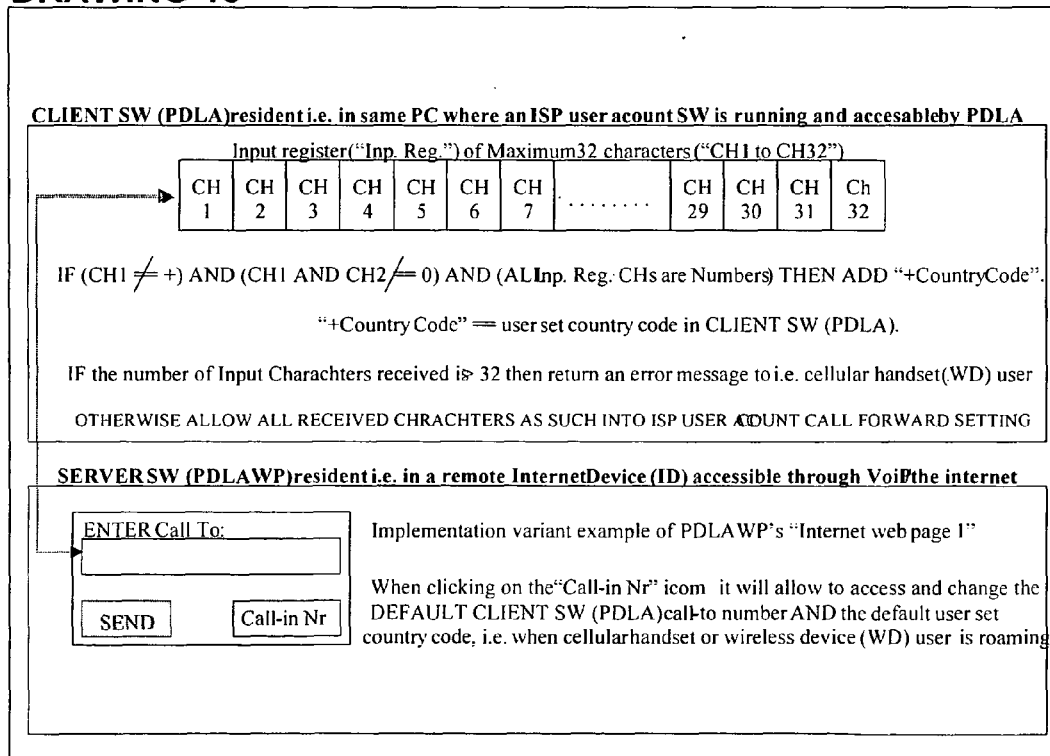 CLIENT SW (PDLA)resident i.e. in same PC where an ISP user acount SW is running and accesableby PDLA
Input register("Inp. Reg.") of Maximum32 characters ("CH1 to CH32")
CH 1 CH 2 CH 3 CH 4 CH 5 CH 6 CH 7 ........ CH 29 CH 30 CH 31 Ch 32
IF (CH1 ≠ +) AND (CH1 AND CH2 ≠ 0) AND (ALLInp. Reg. CHs are Numbers) THEN ADD "+CountryCode".
"+Country Code" == user set country code in CLIENT SW (PDLA).
IF the number of Input Charachters received is > 32 then return an error message to i.e. cellular handset(WD) user
OTHERWISE ALLOW ALL RECEIVED CHRACHTERS AS SUCH INTO ISP USER ACOUNT CALL FORWARD SETTING
SERVER SW (PDLAWP)resident i.e. in a remote InternetDevice (ID) accessible through VoiP/the internet
ENTER Call To:
SEND Call-in Nr
Implementation variant example of PDLAWP's "Internet web page 1"
When clicking on the"Call-in Nr" icom it will allow to access and change the
DEFAULT CLIENT SW (PDLA)call-to number AND the default user set
country code, i.e. when cellularhandset or wireless device (WD) user is roaming